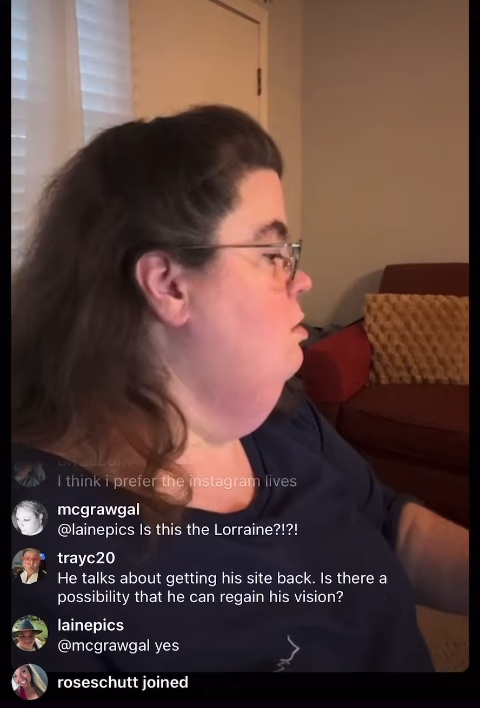 I think i prefer the instagram lives
mcgrawgal
@lainepics Is this the Lorraine?!?!
trayc20
He talks about getting his site back. Is there a
possibility that he can regain his vision?
lainepics
@mcgrawgal yes
roseschutt joined